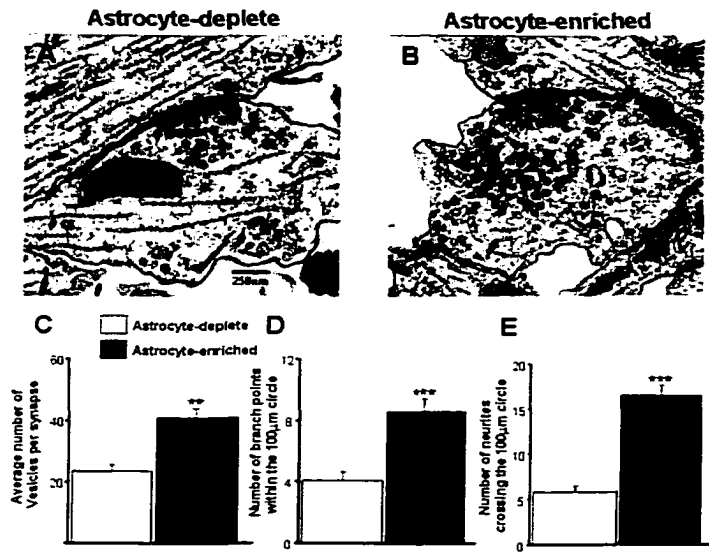 Astrocyte-deplete
Astrocyte-enriched
A
B
250nm
C
Astrocyte-deplete
Astrocyte-enriched
D
E
Average number of
Vesicles per synapse
60
40
20
**
Number of branch points
within the 100µm circle
12
8
4
0
***
Number of neurites
crossing the 100µm circle
20
15
10
5
0
***